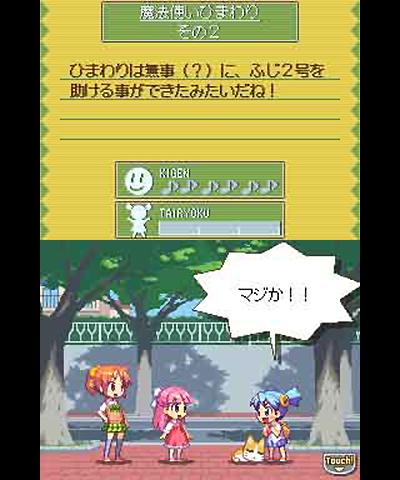 魔法使いひまわり
その2
ひまわりは無事（？）に、ふじ2号を
助ける事ができたみたいだね！
KIGEN
TAIRYOKU
マジか！！
Touch!